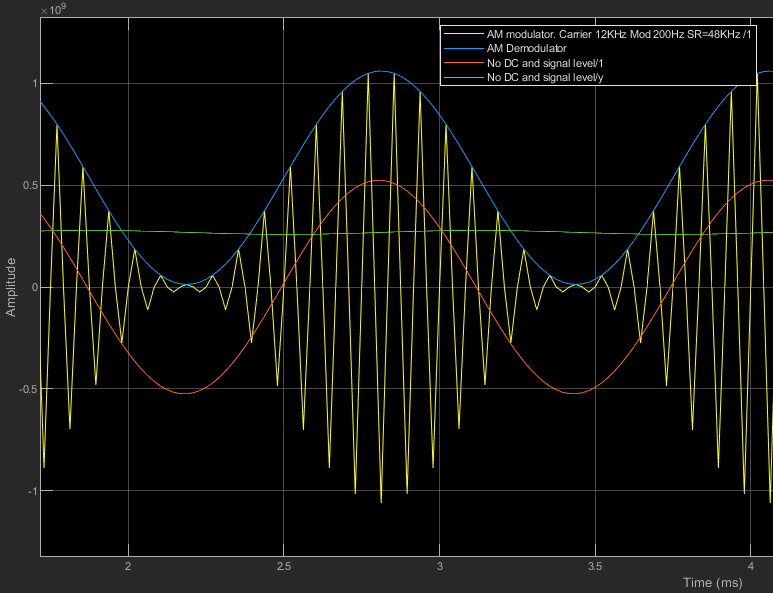 ×10⁹
AM modulator. Carrier 12KHz Mod 200Hz SR=48KHz /1
AM Demodulator
No DC and signal level/1
No DC and signal level/y
1
0.5
0
-0.5
-1
Amplitude
2
2.5
3
3.5
4
Time (ms)